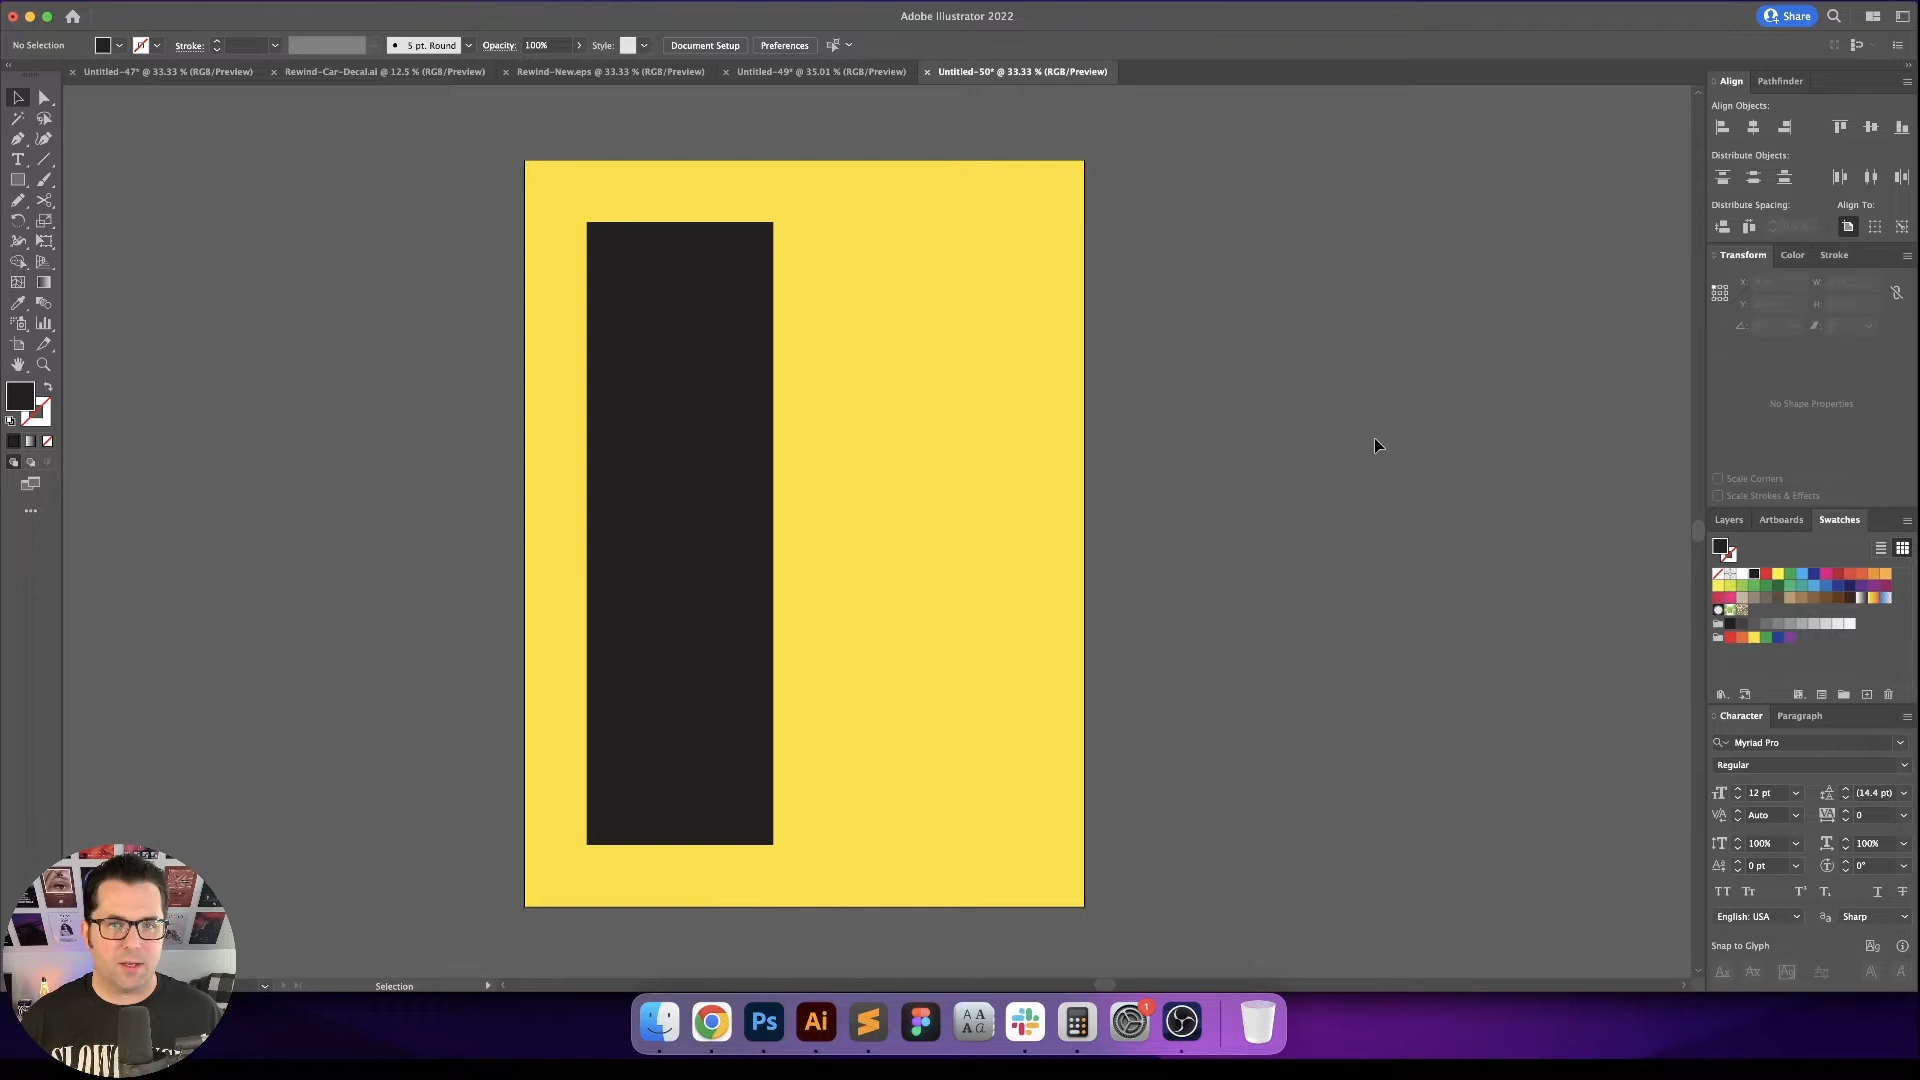 Adobe Illustrator 2022
Share
No Selection
Stroke:
5 pt. Round
Opacity:
100%
Style:
Document Setup
Preferences
Untitled-47* @ 33.33 % (RGB/Preview)
Rewind-Car-Decal.ai @ 12.5 % (RGB/Preview)
Rewind-New.eps @ 33.33 % (RGB/Preview)
Untitled-49* @ 35.01 % (RGB/Preview)
Untitled-50* @ 33.33 % (RGB/Preview)
Align
Pathfinder
Align Objects:
Distribute Objects:
Distribute Spacing:
Align To:
Transform
Color
Stroke
X:
W:
Y:
H:
No Shape Properties
Scale Corners
Scale Strokes & Effects
Layers
Artboards
Swatches
Character
Paragraph
Myriad Pro
Regular
12 pt
(14.4 pt)
Auto
0
100%
100%
0 pt
0°
English: USA
Sharp
Snap to Glyph
Selection
Ps
Ai
1